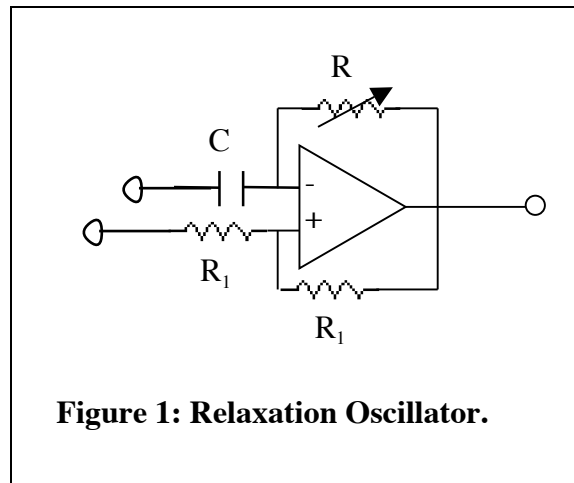 R
C
-
+
R₁
R₁
Figure 1: Relaxation Oscillator.